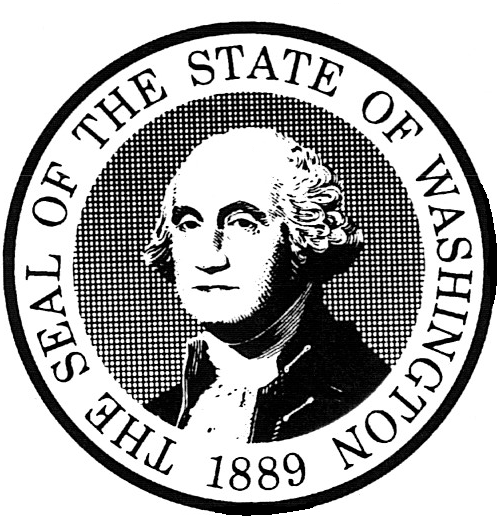 THE SEAL OF THE STATE OF WASHINGTON
1889